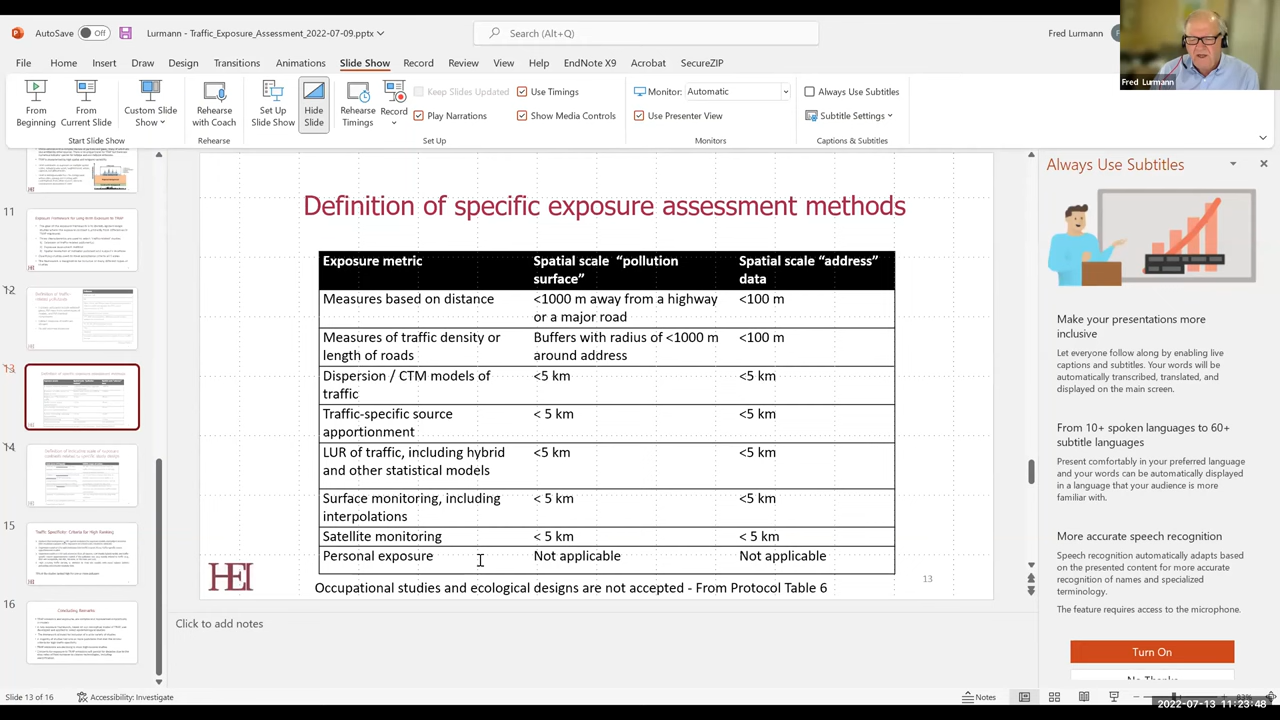 AutoSave
Off
Lurmann - Traffic_Exposure_Assessment_2022-07-09.pptx
Search (Alt+Q)
Fred Lurmann
Fred Lurmann
File Home Insert Draw Design Transitions Animations Slide Show Record Review View Help EndNote X9 Acrobat SecureZIP
From Beginning
From Current Slide
Custom Slide Show
Start Slide Show
Rehearse with Coach
Rehearse
Set Up Slide Show
Hide Slide
Rehearse Timings
Record
Keep Slides Updated
Play Narrations
Use Timings
Show Media Controls
Set Up
Monitor: Automatic
Use Presenter View
Monitors
Always Use Subtitles
Subtitle Settings
Captions & Subtitles
11
12
13
14
15
Traffic Specificity: Criteria for High Ranking
16
Concluding Remarks
Definition of specific exposure assessment methods
Exposure metric
Spatial scale "pollution surface"
Spatial scale "address" data
Measures based on distance
<1000 m away from a highway or a major road
<100 m
Measures of traffic density or length of roads
Buffers with radius of <1000 m around address
<100 m
Dispersion / CTM models of traffic
<5 km
<5 km
Traffic-specific source apportionment
< 5 km
<5 km
LUR of traffic, including hybrid and other statistical models
<5 km
<5 km
Surface monitoring, including interpolations
< 5 km
<5 km
Satellite monitoring
< 5 km
< 5 km
Personal exposure
Not applicable
Not applicable
HEI
Occupational studies and ecological designs are not accepted - From Protocol Table 6
13
Click to add notes
Always Use Subtitles
Make your presentations more
inclusive
Let everyone follow along by enabling live
captions and subtitles. Your words will be
automatically transcribed, translated, and
displayed on the main screen.
From 10+ spoken languages to 60+
subtitle languages
Present comfortably in your preferred language
and your words can be automatically displayed
in a language that your audience is more
familiar with.
More accurate speech recognition
Speech recognition automatically adapts based
on the presented content for more accurate
recognition of names and specialized
terminology.
The feature requires access to the microphone.
Turn On
No Thanks
Slide 13 of 16
Accessibility: Investigate
Notes
83%
2022-07-13 11:23:48